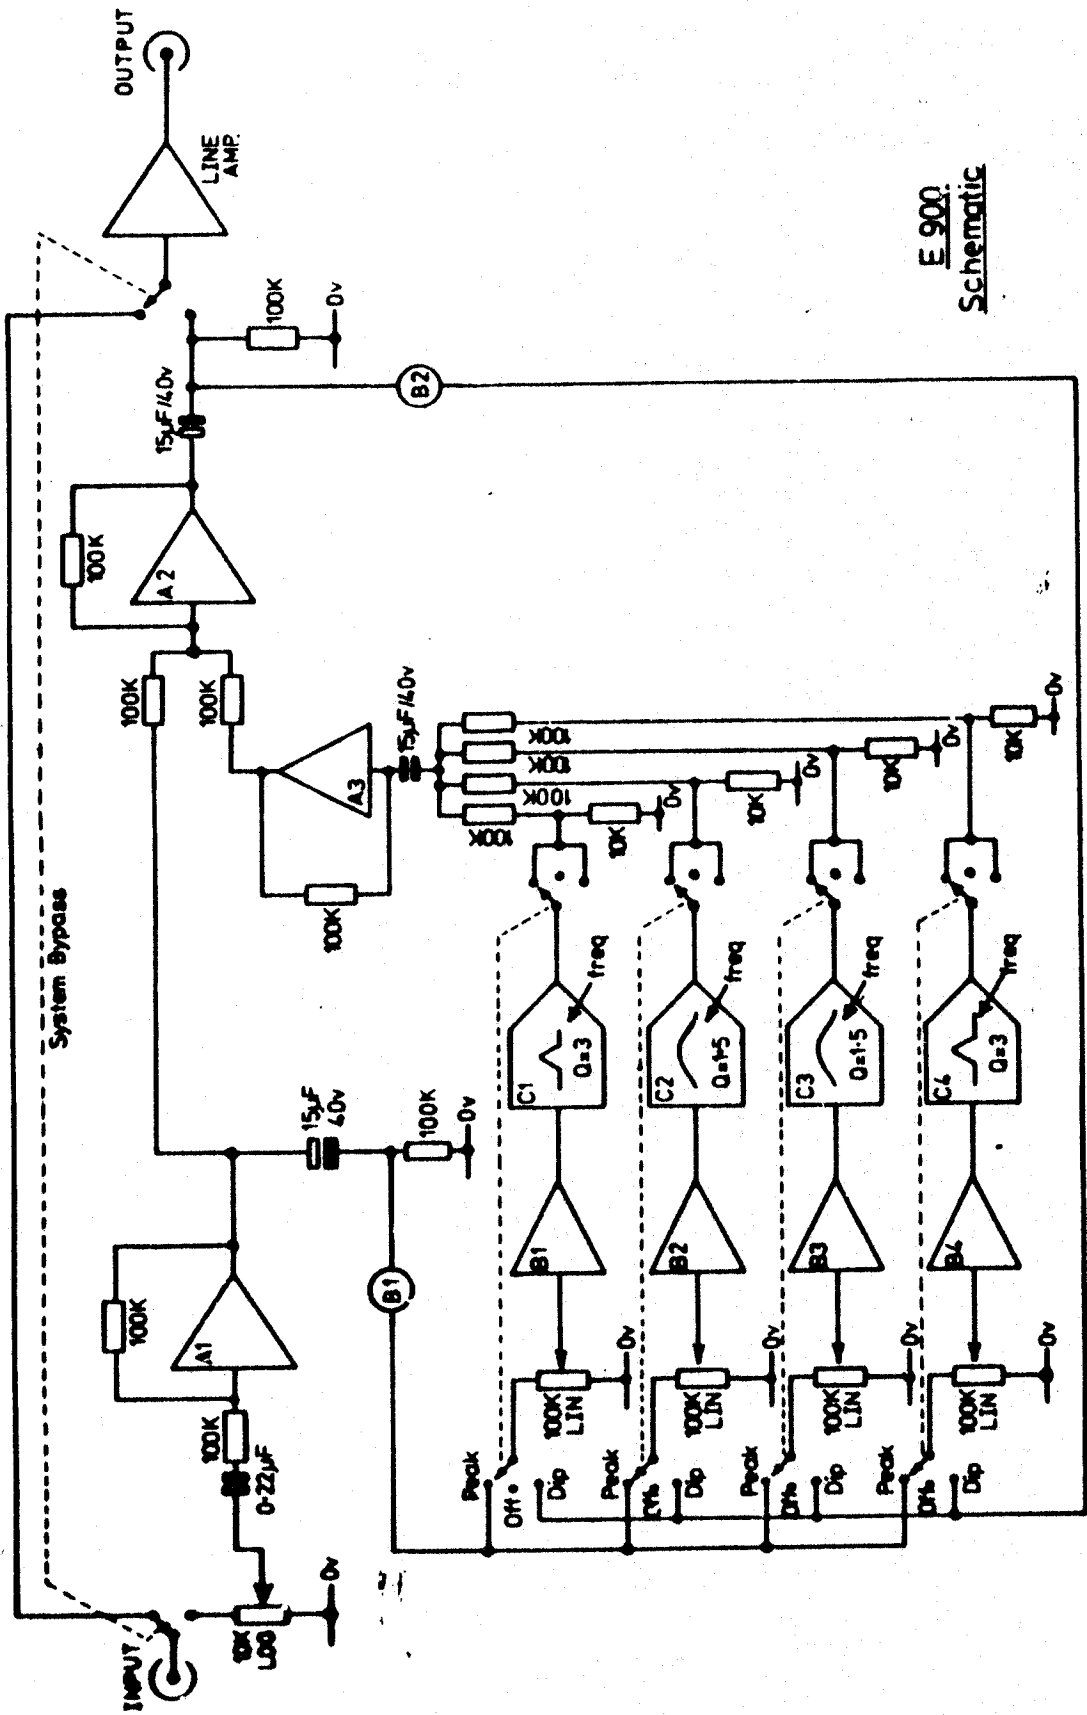 System Bypass
INPUT
10K
LOG
0v
0·22µF
100K
100K
A1
15µF
40v
100K
0v
B1
100K
100K
100K
A2
15µF/40v
100K
0v
B2
LINE
AMP.
OUTPUT
100K
A3
15µF/40v
100K
100K
100K
100K
10K
0v
10K
0v
10K
0v
10K
0v
Peak
Off
Dip
100K
LIN
0v
B1
C1
Q=3
freq
Peak
Off
Dip
100K
LIN
0v
B2
C2
Q=1·5
freq
Peak
Off
Dip
100K
LIN
0v
B3
C3
Q=1·5
freq
Peak
Off
Dip
100K
LIN
0v
B4
C4
Q=3
freq
E 900
Schematic